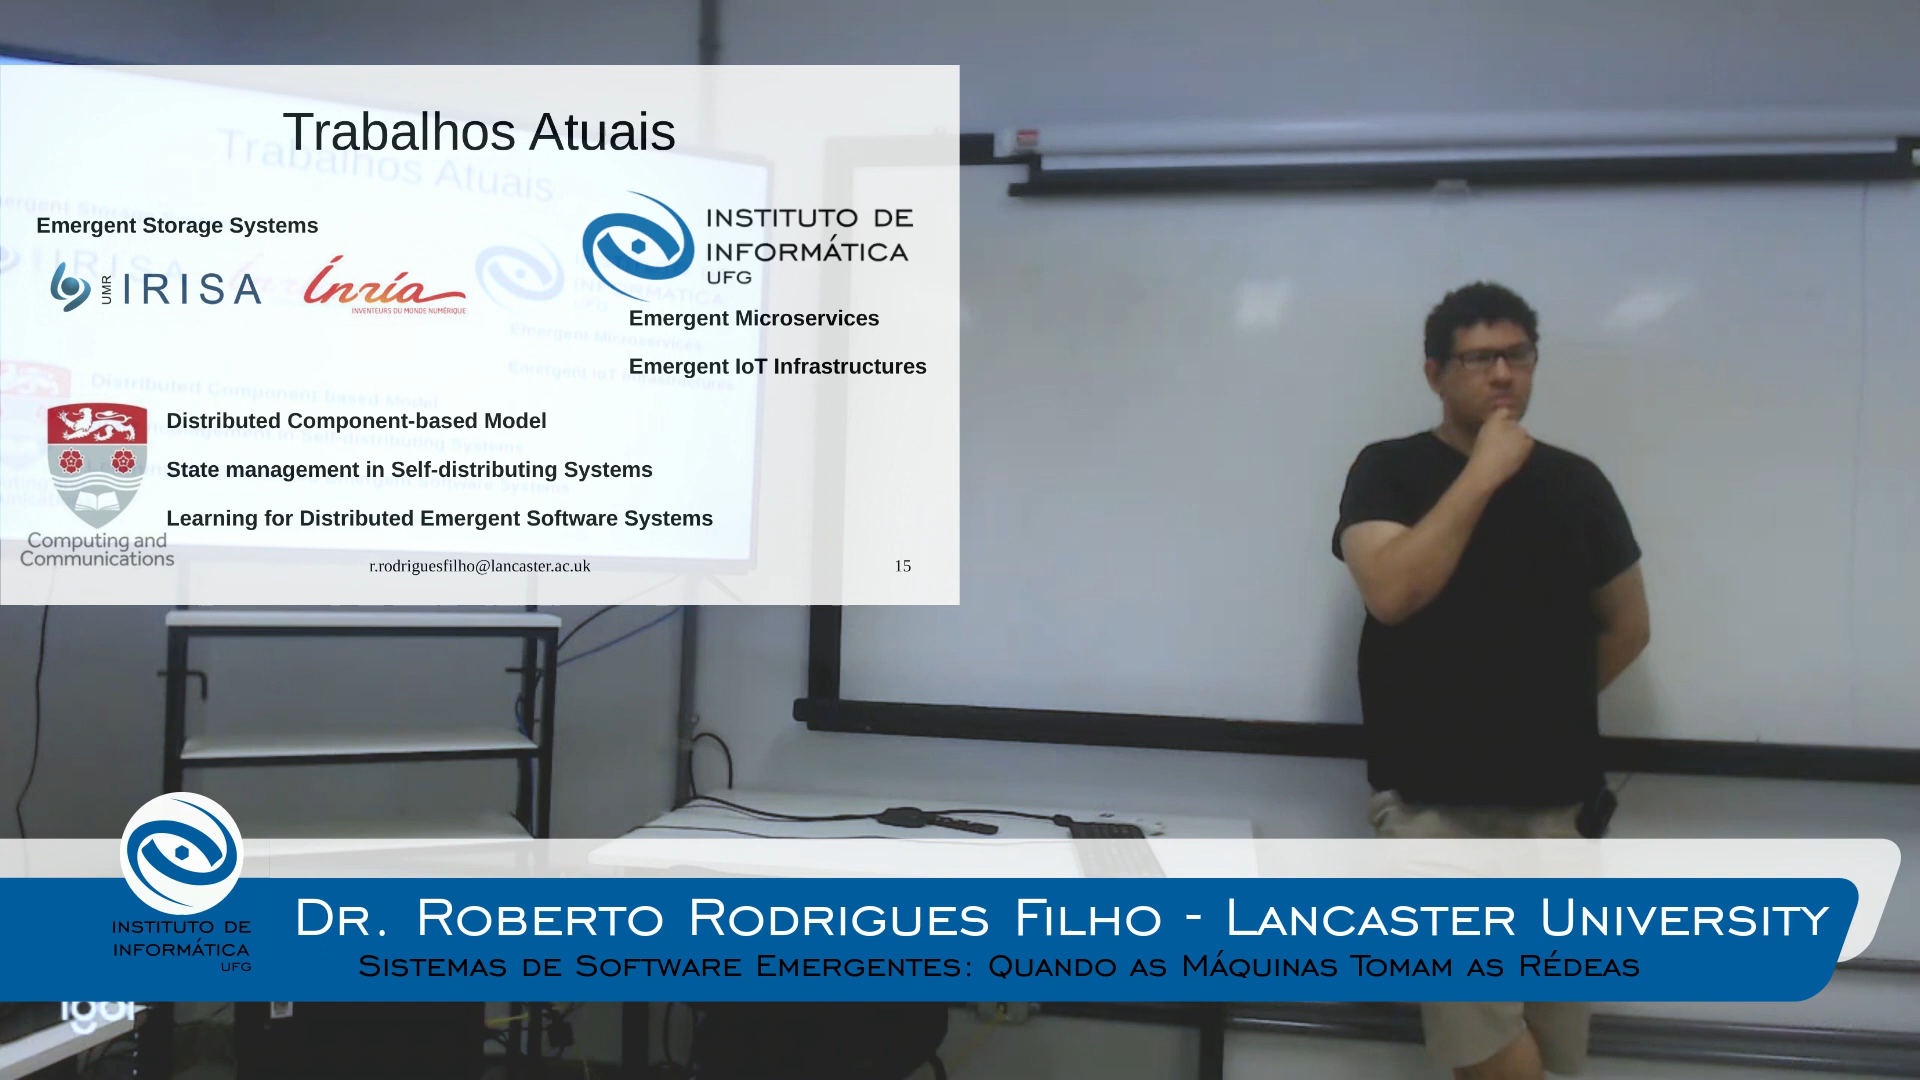 Trabalhos Atuais
Emergent Storage Systems
UMR IRISA
Inría
INVENTEURS DU MONDE NUMÉRIQUE
INSTITUTO DE
INFORMÁTICA
UFG
Emergent Microservices
Emergent IoT Infrastructures
Distributed Component-based Model
State management in Self-distributing Systems
Learning for Distributed Emergent Software Systems
Computing and
Communications
r.rodriguesfilho@lancaster.ac.uk
15
INSTITUTO DE
INFORMÁTICA
UFG
Dr. Roberto Rodrigues Filho - Lancaster University
Sistemas de Software Emergentes: Quando as Máquinas Tomam as Rédeas
igor